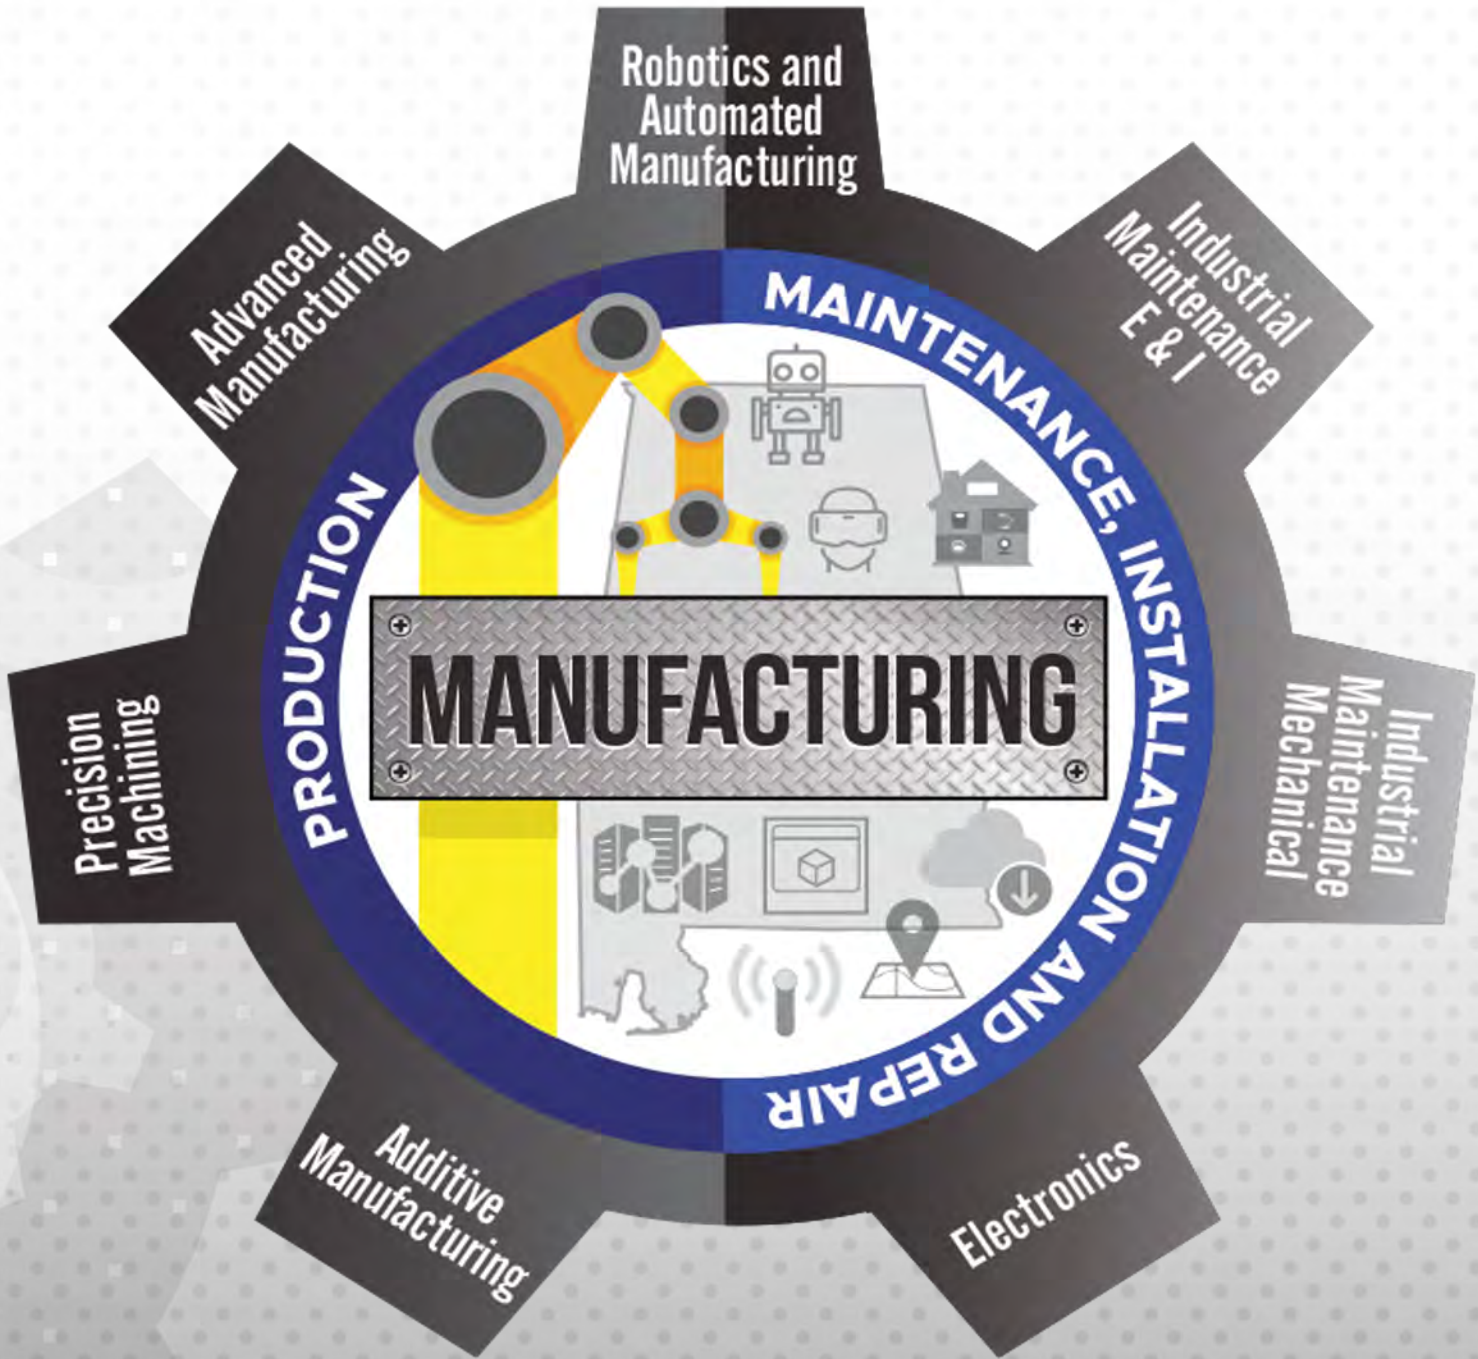 Robotics and
Automated
Manufacturing
Advanced
Manufacturing
Industrial
Maintenance
E & I
PRODUCTION
MAINTENANCE, INSTALLATION AND REPAIR
MANUFACTURING
Precision
Machining
Industrial
Maintenance
Mechanical
Additive
Manufacturing
Electronics